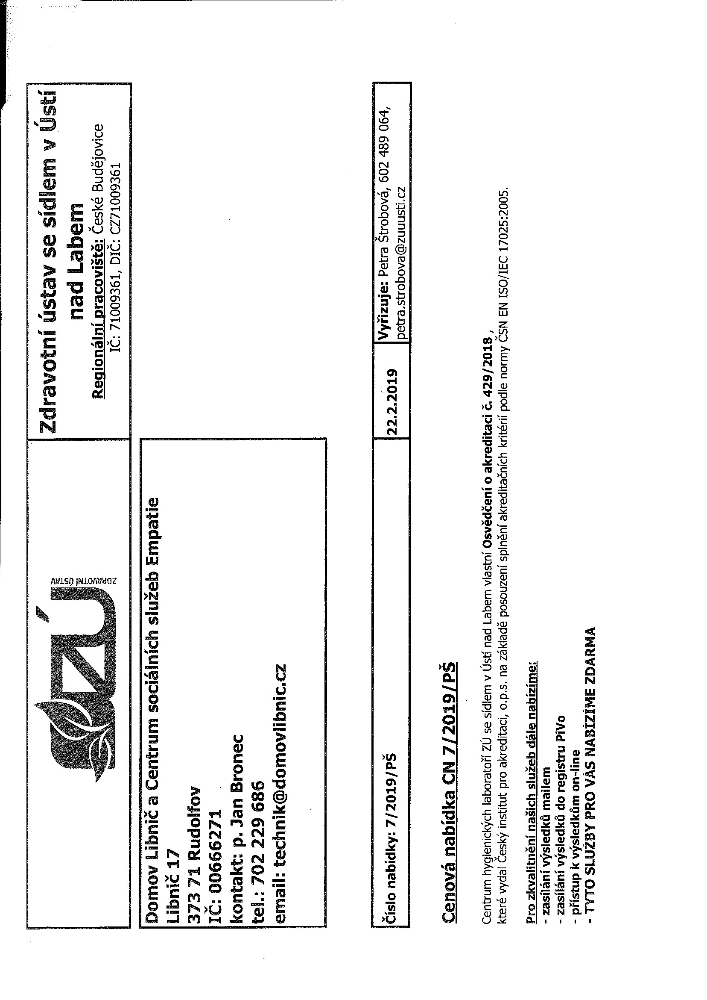 ZÚ
ZDRAVOTNÍ ÚSTAV
Zdravotní ústav se sídlem v Ústí
nad Labem
Regionální pracoviště: České Budějovice
IČ: 71009361, DIČ: CZ71009361
Domov Libnič a Centrum sociálních služeb Empatie
Libnič 17
373 71 Rudolfov
IČ: 00666271
kontakt: p. Jan Bronec
tel.: 702 229 686
email: technik@domovlibnic.cz
Číslo nabídky: 7/2019/PŠ
22.2.2019
Vyřizuje: Petra Štrobová, 602 489 064,
petra.strobova@zuusti.cz
Cenová nabídka CN 7/2019/PŠ
Centrum hygienických laboratoří ZÚ se sídlem v Ústí nad Labem vlastní Osvědčení o akreditaci č. 429/2018 ,
které vydal Český institut pro akreditaci, o.p.s. na základě posouzení splnění akreditačních kritérií podle normy ČSN EN ISO/IEC 17025:2005.
Pro zkvalitnění našich služeb dále nabízíme:
- zasílání výsledků mailem
- zasílání výsledků do registru PiVo
- přístup k výsledkům on-line
- TYTO SLUŽBY PRO VÁS NABÍZÍME ZDARMA